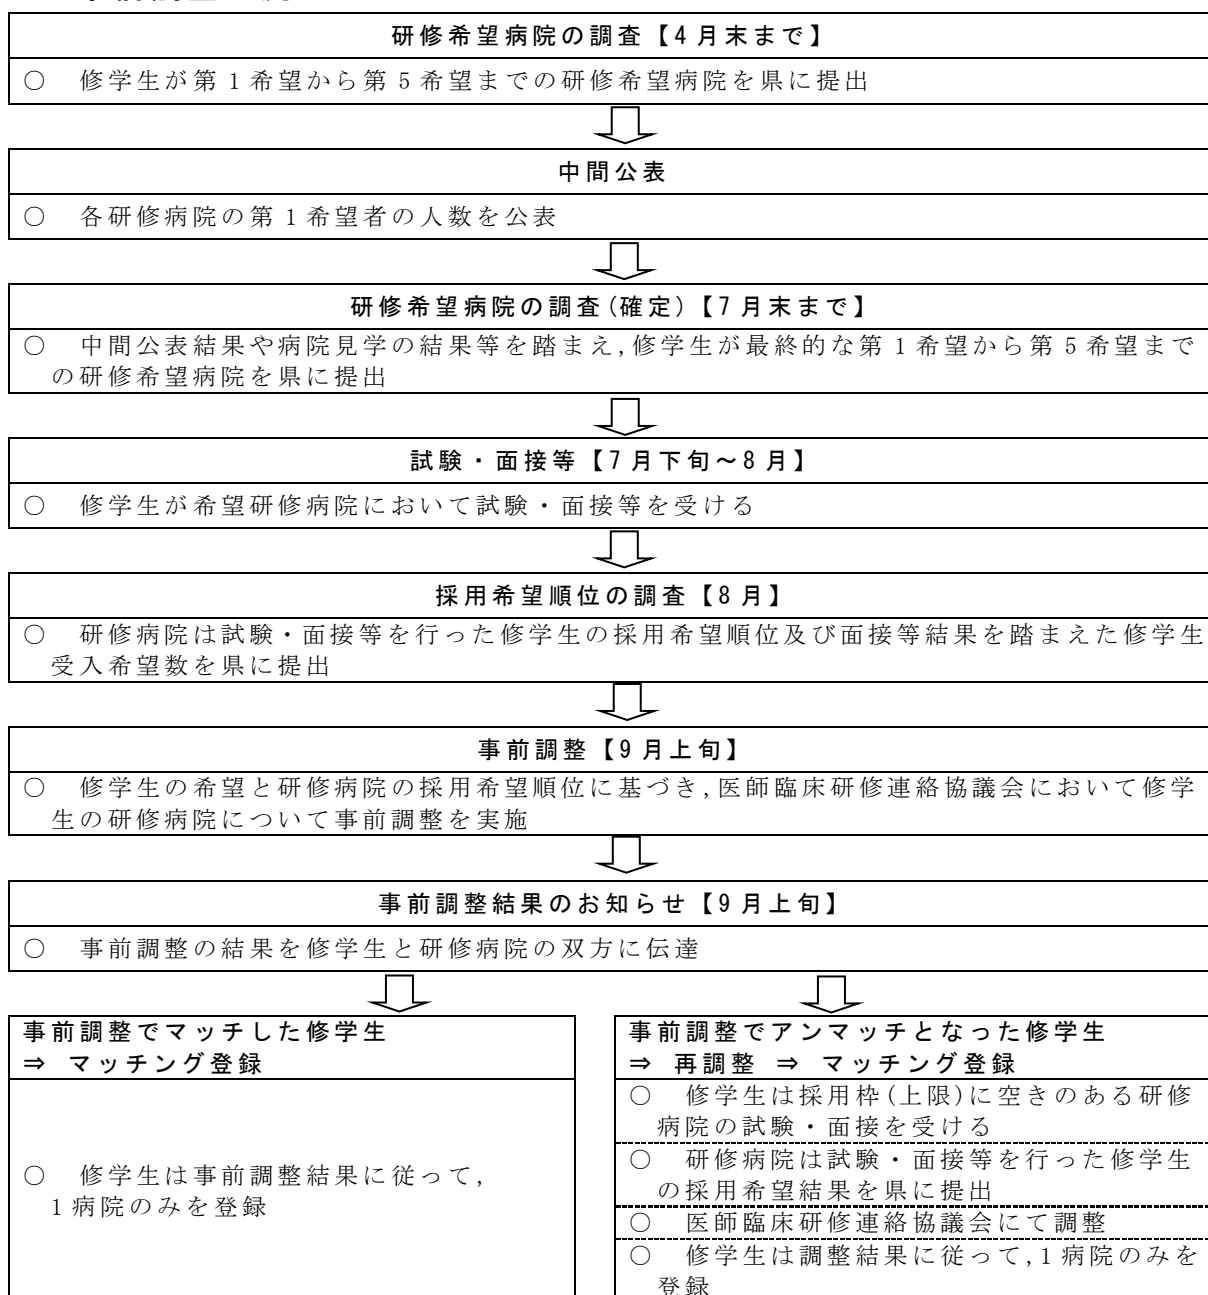 研修希望病院の調査【4月末まで】
○ 修学生が第1希望から第5希望までの研修希望病院を県に提出
中間公表
○ 各研修病院の第1希望者の人数を公表
研修希望病院の調査(確定)【7月末まで】
○ 中間公表結果や病院見学の結果等を踏まえ,修学生が最終的な第1希望から第5希望まで
の研修希望病院を県に提出
試験・面接等【7月下旬～8月】
○ 修学生が希望研修病院において試験・面接等を受ける
採用希望順位の調査【8月】
○ 研修病院は試験・面接等を行った修学生の採用希望順位及び面接等結果を踏まえた修学生
受入希望数を県に提出
事前調整【9月上旬】
○ 修学生の希望と研修病院の採用希望順位に基づき,医師臨床研修連絡協議会において修学
生の研修病院について事前調整を実施
事前調整結果のお知らせ【9月上旬】
○ 事前調整の結果を修学生と研修病院の双方に伝達
事前調整でマッチした修学生
⇒ マッチング登録
○ 修学生は事前調整結果に従って,
1病院のみを登録
事前調整でアンマッチとなった修学生
⇒ 再調整 ⇒ マッチング登録
○ 修学生は採用枠(上限)に空きのある研修
病院の試験・面接を受ける
○ 研修病院は試験・面接等を行った修学生
の採用希望結果を県に提出
○ 医師臨床研修連絡協議会にて調整
○ 修学生は調整結果に従って,1病院のみを
登録